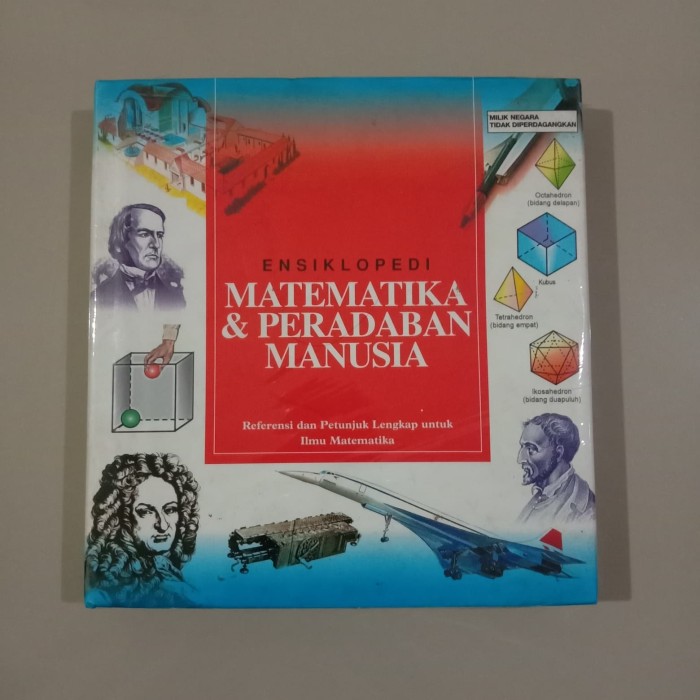 MILIK NEGARA
TIDAK DIPERDAGANGKAN
Octahedron
(bidang delapan)
Kubus
Tetrahedron
(bidang empat)
Ikosahedron
(bidang duapuluh)
ENSIKLOPEDI
MATEMATIKA
& PERADABAN
MANUSIA
Referensi dan Petunjuk Lengkap untuk
Ilmu Matematika